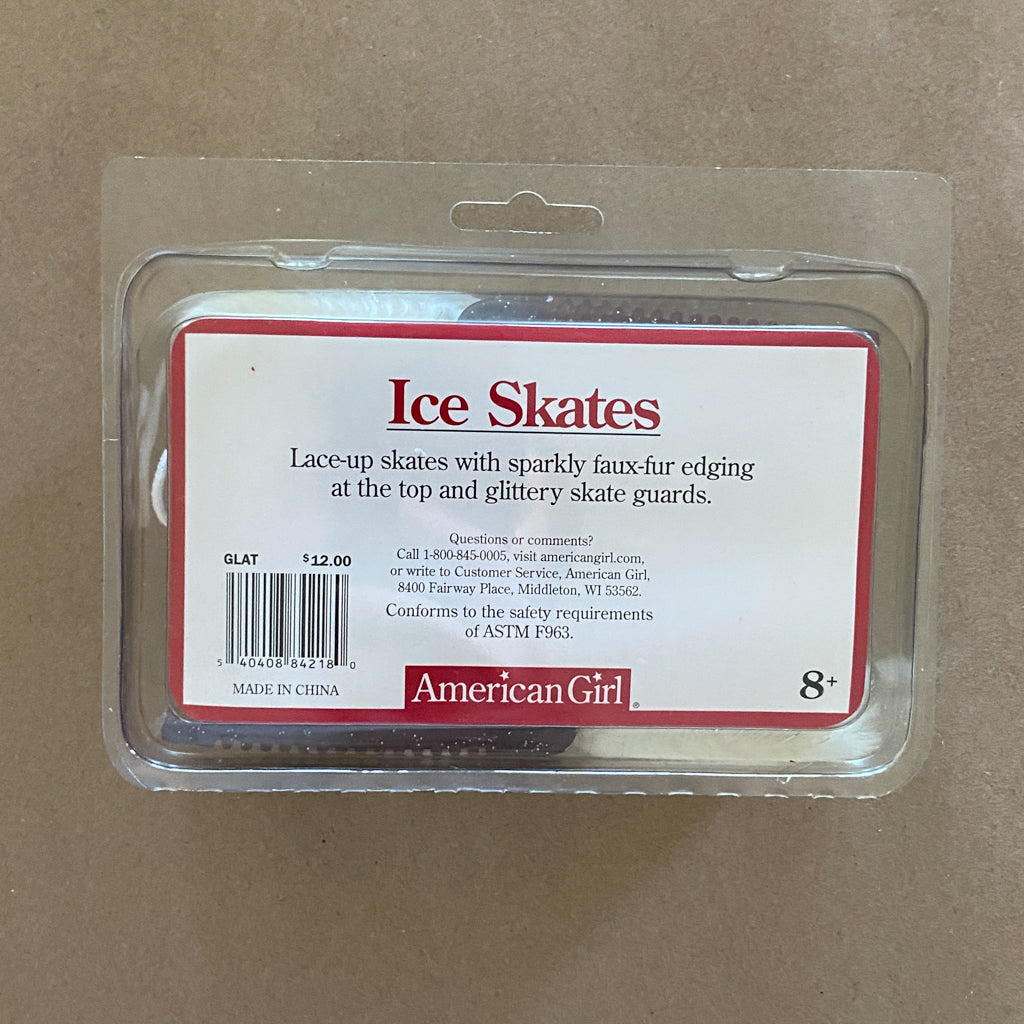 Ice Skates
Lace-up skates with sparkly faux-fur edging
at the top and glittery skate guards.
Questions or comments?
Call 1-800-845-0005, visit americangirl.com,
or write to Customer Service, American Girl,
8400 Fairway Place, Middleton, WI 53562.
Conforms to the safety requirements
of ASTM F963.
GLAT $12.00
5 40408 84218 0
MADE IN CHINA
American Girl®
8+